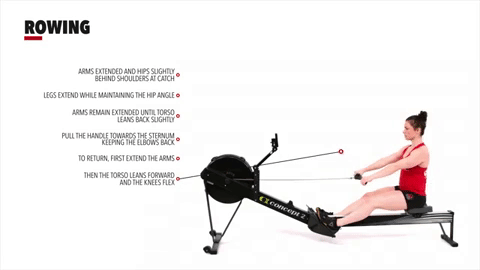 ROWING
ARMS EXTENDED AND HIPS SLIGHTLY
BEHIND SHOULDERS AT CATCH
LEGS EXTEND WHILE MAINTAINING THE HIP ANGLE
ARMS REMAIN EXTENDED UNTIL TORSO
LEANS BACK SLIGHTLY
PULL THE HANDLE TOWARDS THE STERNUM
KEEPING THE ELBOWS BACK
TO RETURN, FIRST EXTEND THE ARMS
THEN THE TORSO LEANS FORWARD
AND THE KNEES FLEX
concept 2